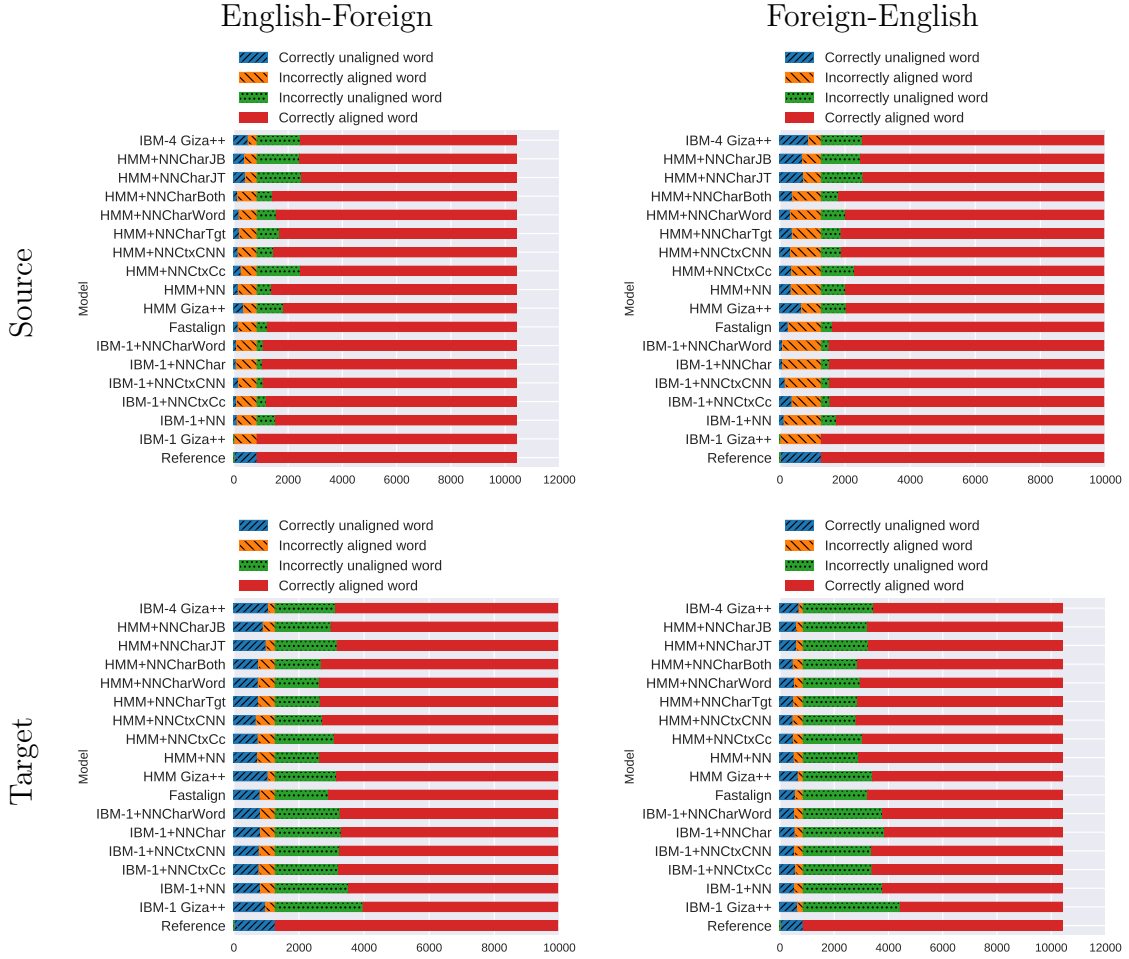 English-Foreign
Foreign-English
Source
Correctly unaligned word
Incorrectly aligned word
Incorrectly unaligned word
Correctly aligned word
Model
IBM-4 Giza++
HMM+NNCharJB
HMM+NNCharJT
HMM+NNCharBoth
HMM+NNCharWord
HMM+NNCharTgt
HMM+NNCtxCNN
HMM+NNCtxCc
HMM+NN
HMM Giza++
Fastalign
IBM-1+NNCharWord
IBM-1+NNChar
IBM-1+NNCtxCNN
IBM-1+NNCtxCc
IBM-1+NN
IBM-1 Giza++
Reference
0 2000 4000 6000 8000 10000 12000
Correctly unaligned word
Incorrectly aligned word
Incorrectly unaligned word
Correctly aligned word
Model
IBM-4 Giza++
HMM+NNCharJB
HMM+NNCharJT
HMM+NNCharBoth
HMM+NNCharWord
HMM+NNCharTgt
HMM+NNCtxCNN
HMM+NNCtxCc
HMM+NN
HMM Giza++
Fastalign
IBM-1+NNCharWord
IBM-1+NNChar
IBM-1+NNCtxCNN
IBM-1+NNCtxCc
IBM-1+NN
IBM-1 Giza++
Reference
0 2000 4000 6000 8000 10000
Target
Correctly unaligned word
Incorrectly aligned word
Incorrectly unaligned word
Correctly aligned word
Model
IBM-4 Giza++
HMM+NNCharJB
HMM+NNCharJT
HMM+NNCharBoth
HMM+NNCharWord
HMM+NNCharTgt
HMM+NNCtxCNN
HMM+NNCtxCc
HMM+NN
HMM Giza++
Fastalign
IBM-1+NNCharWord
IBM-1+NNChar
IBM-1+NNCtxCNN
IBM-1+NNCtxCc
IBM-1+NN
IBM-1 Giza++
Reference
0 2000 4000 6000 8000 10000
Correctly unaligned word
Incorrectly aligned word
Incorrectly unaligned word
Correctly aligned word
Model
IBM-4 Giza++
HMM+NNCharJB
HMM+NNCharJT
HMM+NNCharBoth
HMM+NNCharWord
HMM+NNCharTgt
HMM+NNCtxCNN
HMM+NNCtxCc
HMM+NN
HMM Giza++
Fastalign
IBM-1+NNCharWord
IBM-1+NNChar
IBM-1+NNCtxCNN
IBM-1+NNCtxCc
IBM-1+NN
IBM-1 Giza++
Reference
0 2000 4000 6000 8000 10000 12000